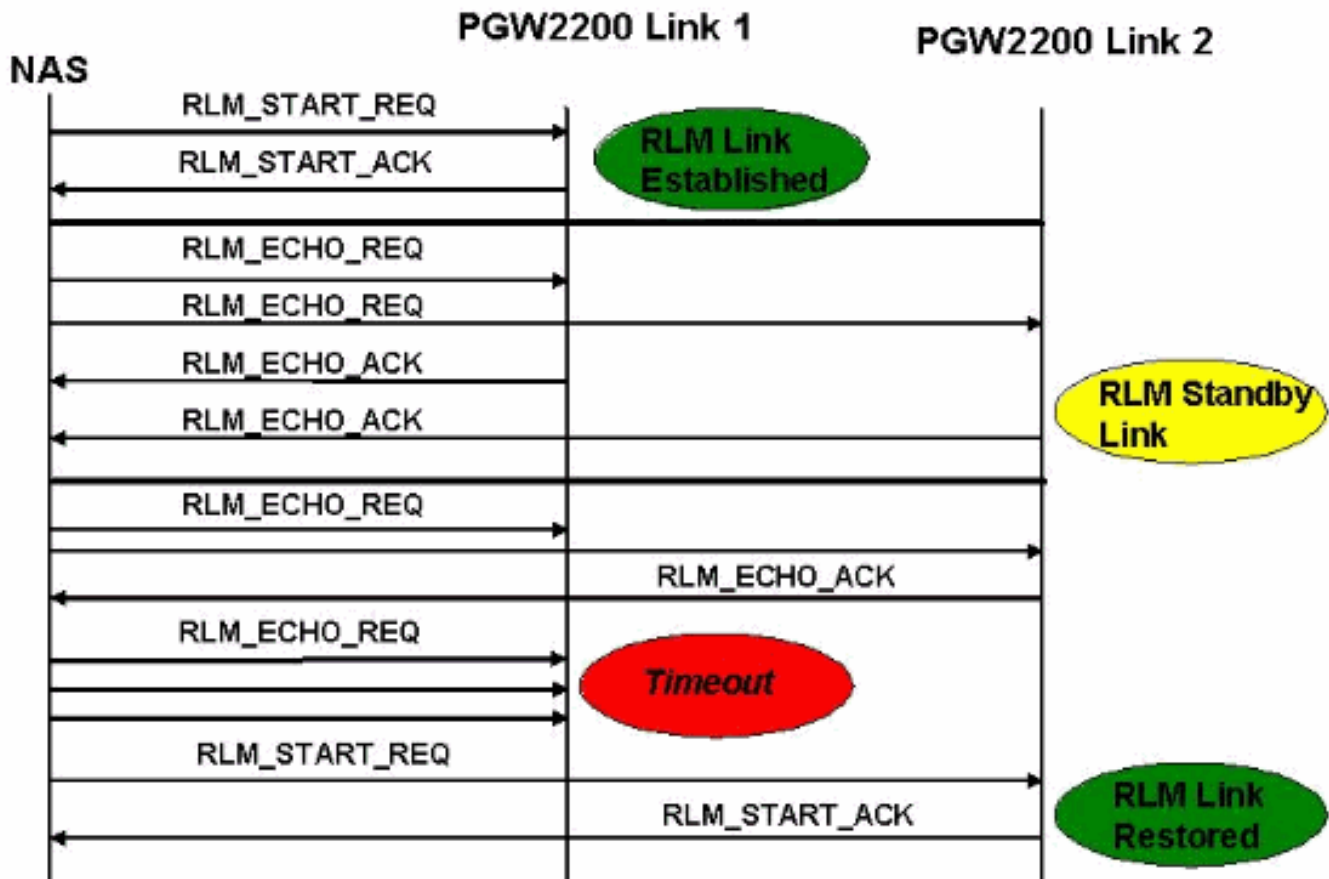 PGW2200 Link 1
PGW2200 Link 2
NAS
RLM_START_REQ
RLM Link
Established
RLM_START_ACK
RLM_ECHO_REQ
RLM_ECHO_REQ
RLM_ECHO_ACK
RLM Standby
Link
RLM_ECHO_ACK
RLM_ECHO_REQ
RLM_ECHO_ACK
RLM_ECHO_REQ
Timeout
RLM_START_REQ
RLM Link
Restored
RLM_START_ACK